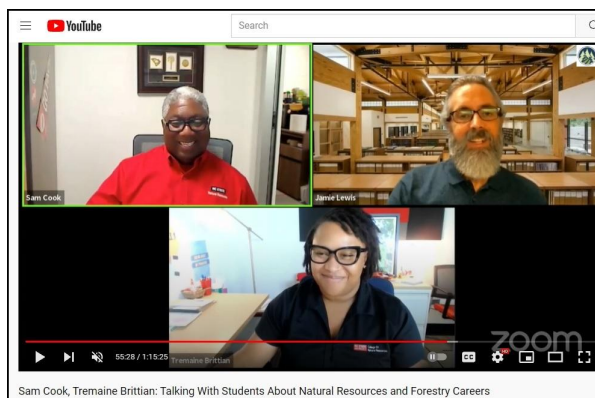 YouTube
Search
Sam Cook
Jamie Lewis
55:28 / 1:15:25
Tremaine Brittian
CC
zoom
Sam Cook, Tremaine Brittian: Talking With Students About Natural Resources and Forestry Careers